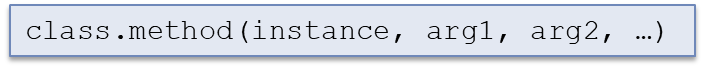 class.method(instance, arg1, arg2, …)